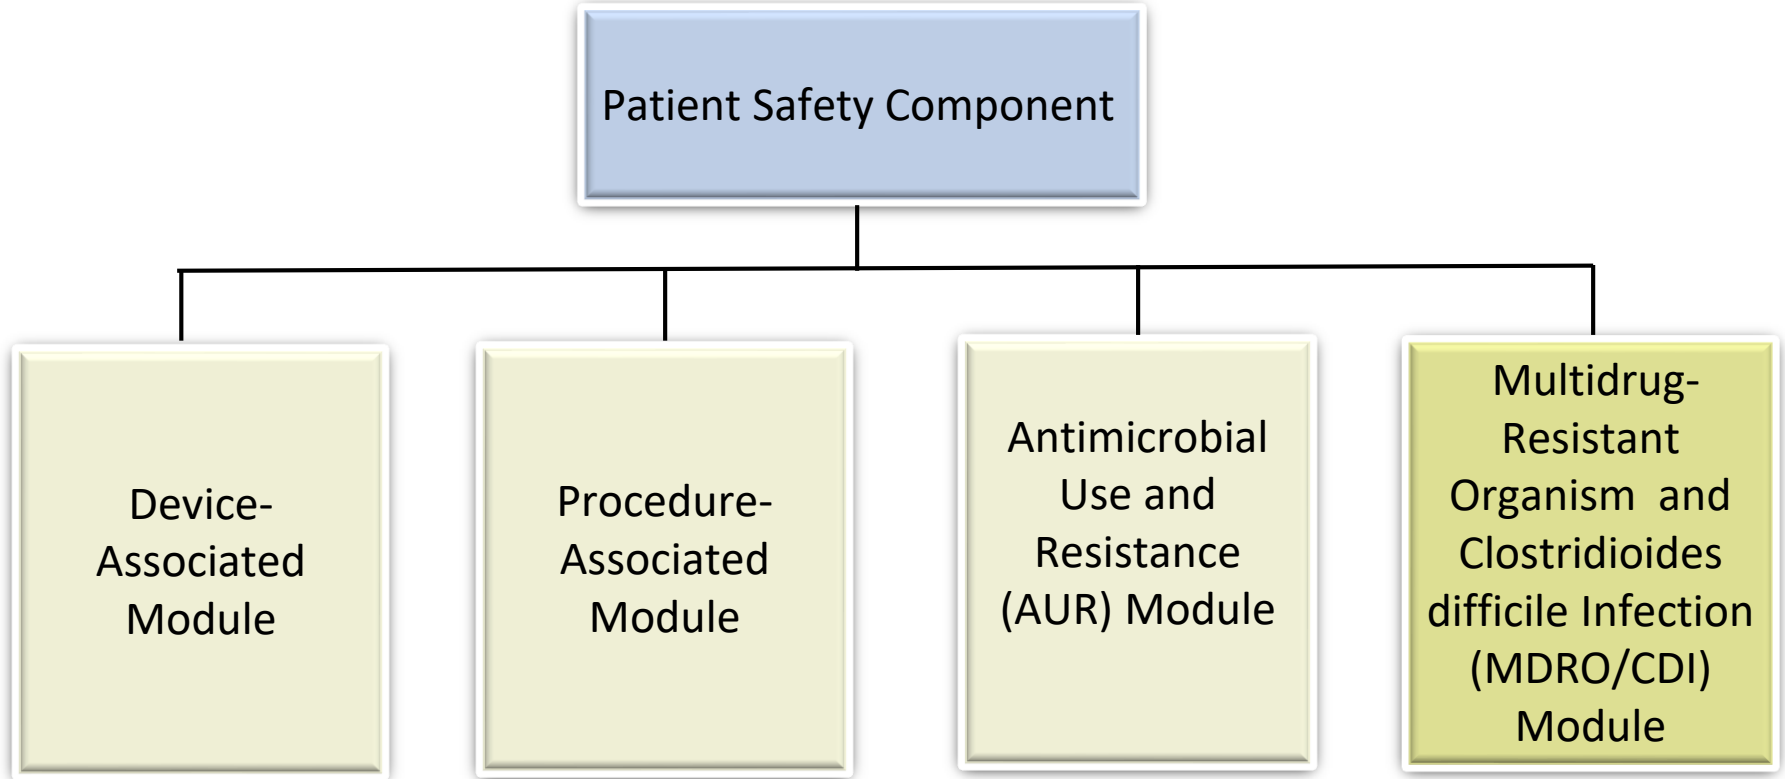 Patient Safety Component
Device-
Associated
Module
Procedure-
Associated
Module
Antimicrobial
Use and
Resistance
(AUR) Module
Multidrug-
Resistant
Organism  and
Clostridioides
difficile Infection
(MDRO/CDI)
Module